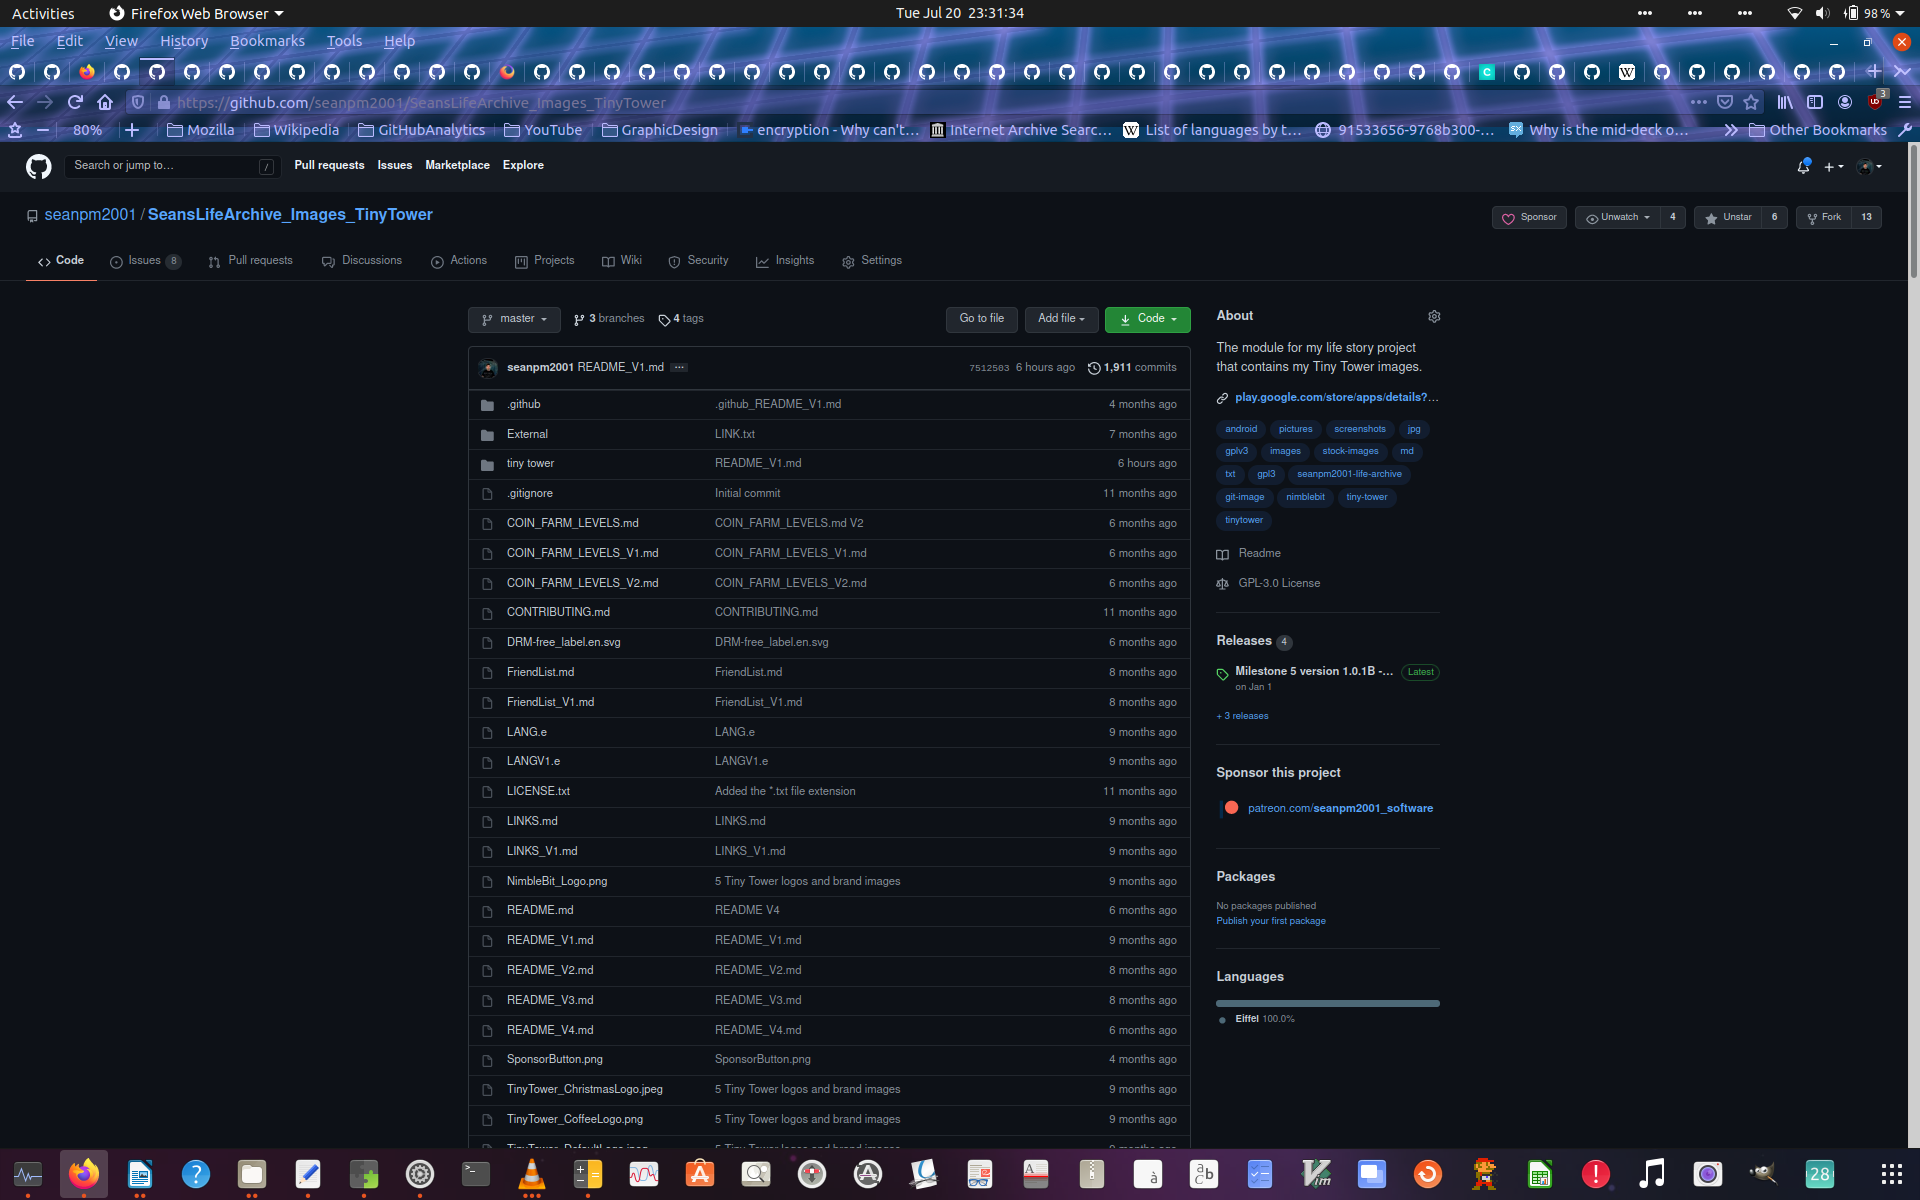 Activities Firefox Web Browser Tue Jul 20 23:31:34 98 %
File Edit View History Bookmarks Tools Help
https://github.com/seanpm2001/SeansLifeArchive_Images_TinyTower 3
80% Mozilla Wikipedia GitHubAnalytics YouTube GraphicDesign encryption - Why can't... Internet Archive Searc... List of languages by t... 91533656-9768b300-... Why is the mid-deck o... Other Bookmarks
Search or jump to... / Pull requests Issues Marketplace Explore
seanpm2001 / SeansLifeArchive_Images_TinyTower Sponsor Unwatch 4 Unstar 6 Fork 13
Code Issues 8 Pull requests Discussions Actions Projects Wiki Security Insights Settings
master 3 branches 4 tags Go to file Add file Code
seanpm2001 README_V1.md ... 7512503 6 hours ago 1,911 commits
.github .github_README_V1.md 4 months ago
External LINK.txt 7 months ago
tiny tower README_V1.md 6 hours ago
.gitignore Initial commit 11 months ago
COIN_FARM_LEVELS.md COIN_FARM_LEVELS.md V2 6 months ago
COIN_FARM_LEVELS_V1.md COIN_FARM_LEVELS_V1.md 6 months ago
COIN_FARM_LEVELS_V2.md COIN_FARM_LEVELS_V2.md 6 months ago
CONTRIBUTING.md CONTRIBUTING.md 11 months ago
DRM-free_label.en.svg DRM-free_label.en.svg 6 months ago
FriendList.md FriendList.md 8 months ago
FriendList_V1.md FriendList_V1.md 8 months ago
LANG.e LANG.e 9 months ago
LANGV1.e LANGV1.e 9 months ago
LICENSE.txt Added the *.txt file extension 11 months ago
LINKS.md LINKS.md 9 months ago
LINKS_V1.md LINKS_V1.md 9 months ago
NimbleBit_Logo.png 5 Tiny Tower logos and brand images 9 months ago
README.md README V4 6 months ago
README_V1.md README_V1.md 9 months ago
README_V2.md README_V2.md 8 months ago
README_V3.md README_V3.md 8 months ago
README_V4.md README_V4.md 6 months ago
SponsorButton.png SponsorButton.png 4 months ago
TinyTower_ChristmasLogo.jpeg 5 Tiny Tower logos and brand images 9 months ago
TinyTower_CoffeeLogo.png 5 Tiny Tower logos and brand images 9 months ago
About
The module for my life story project
that contains my Tiny Tower images.
play.google.com/store/apps/details?...
android pictures screenshots jpg
gplv3 images stock-images md
txt gpl3 seanpm2001-life-archive
git-image nimblebit tiny-tower
tinytower
Readme
GPL-3.0 License
Releases 4
Milestone 5 version 1.0.1B -... Latest
on Jan 1
+ 3 releases
Sponsor this project
patreon.com/seanpm2001_software
Packages
No packages published
Publish your first package
Languages
Eiffel 100.0%
28